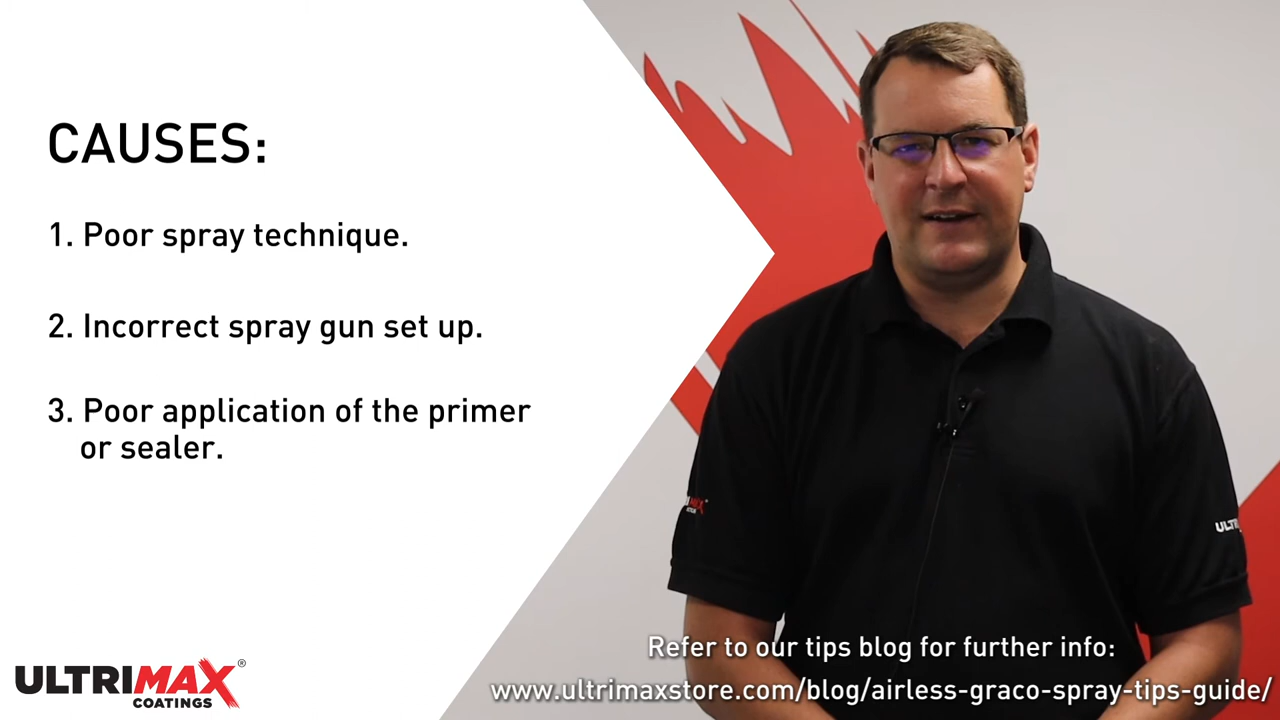 CAUSES:
1. Poor spray technique.
2. Incorrect spray gun set up.
3. Poor application of the primer
or sealer.
ULTRIMAX®
COATINGS
Refer to our tips blog for further info:
www.ultrimaxstore.com/blog/airless-graco-spray-tips-guide/